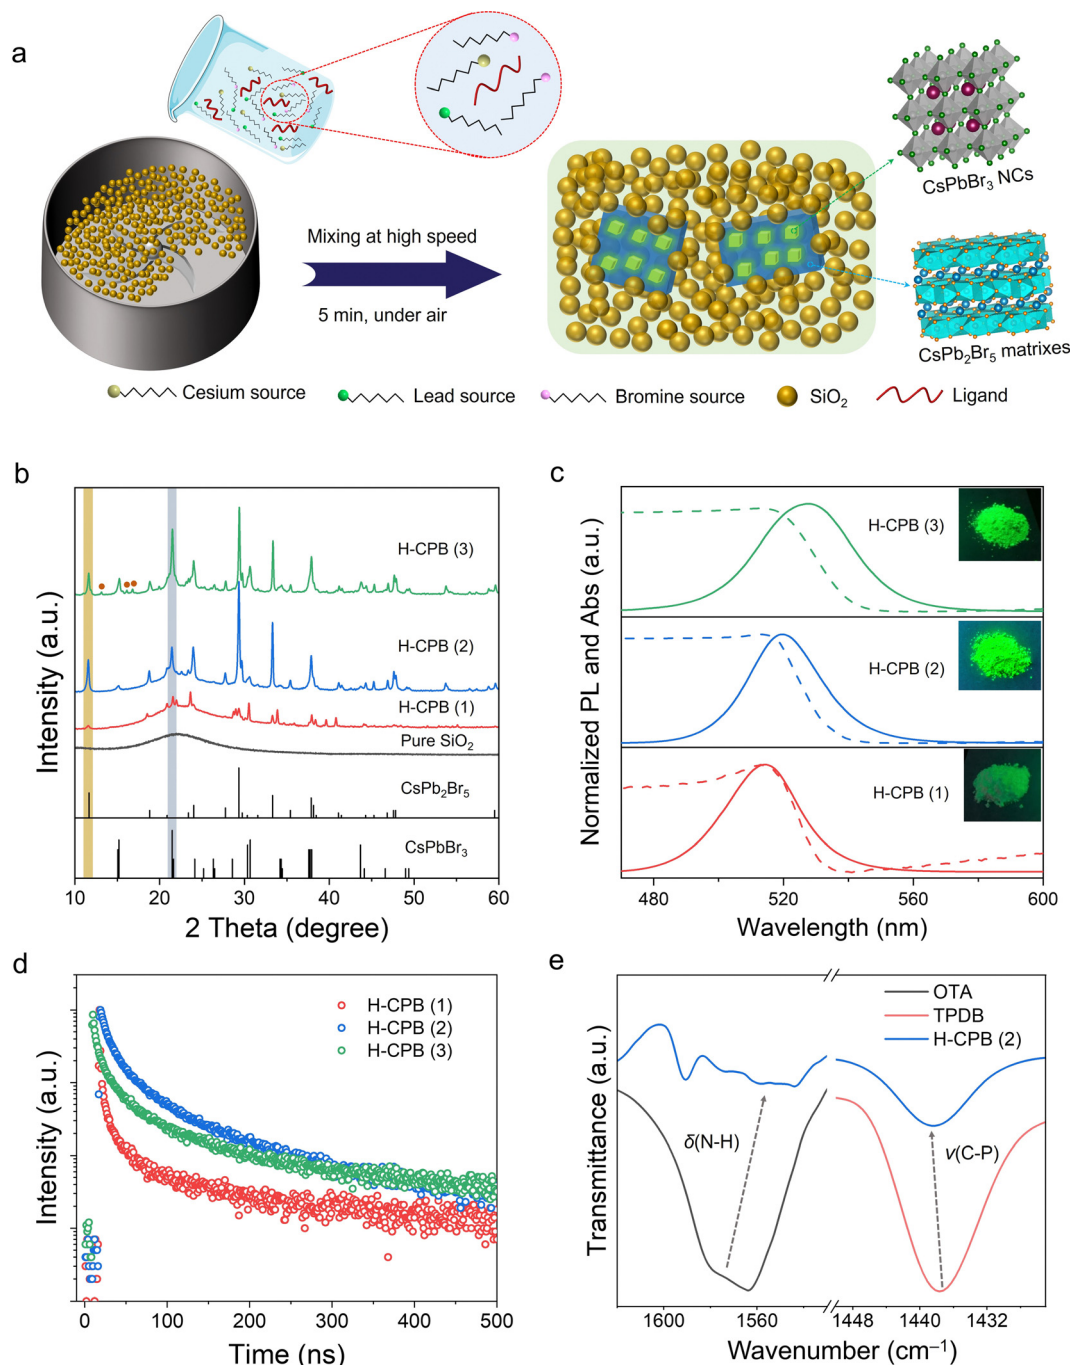 a
CsPbBr₃ NCs
Mixing at high speed
5 min, under air
CsPb₂Br₅ matrixes
Cesium source
Lead source
Bromine source
SiO₂
Ligand
b
Intensity (a.u.)
H-CPB (3)
H-CPB (2)
H-CPB (1)
Pure SiO₂
CsPb₂Br₅
CsPbBr₃
10 20 30 40 50 60
2 Theta (degree)
c
Normalized PL and Abs (a.u.)
H-CPB (3)
H-CPB (2)
H-CPB (1)
480 520 560 600
Wavelength (nm)
d
Intensity (a.u.)
H-CPB (1)
H-CPB (2)
H-CPB (3)
0 100 200 300 400 500
Time (ns)
e
Transmittance (a.u.)
OTA
TPDB
H-CPB (2)
δ(N-H)
ν(C-P)
1600 1560 1448 1440 1432
Wavenumber (cm⁻¹)